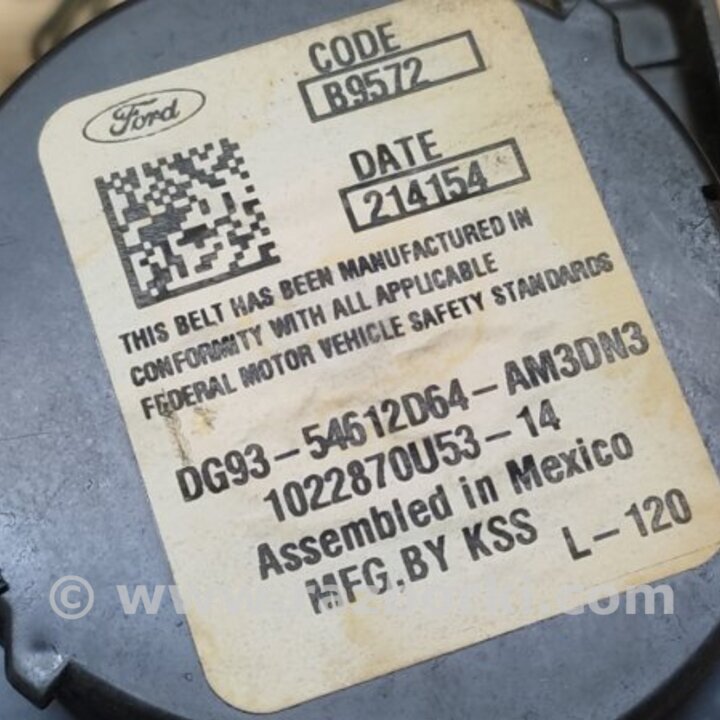 Ford
CODE
B9572
DATE
214154
THIS BELT HAS BEEN MANUFACTURED IN
CONFORMITY WITH ALL APPLICABLE
FEDERAL MOTOR VEHICLE SAFETY STANDARDS
DG93-54612D64-AM3DN3
1022870U53-14
Assembled in Mexico
MFG.BY KSS L-120